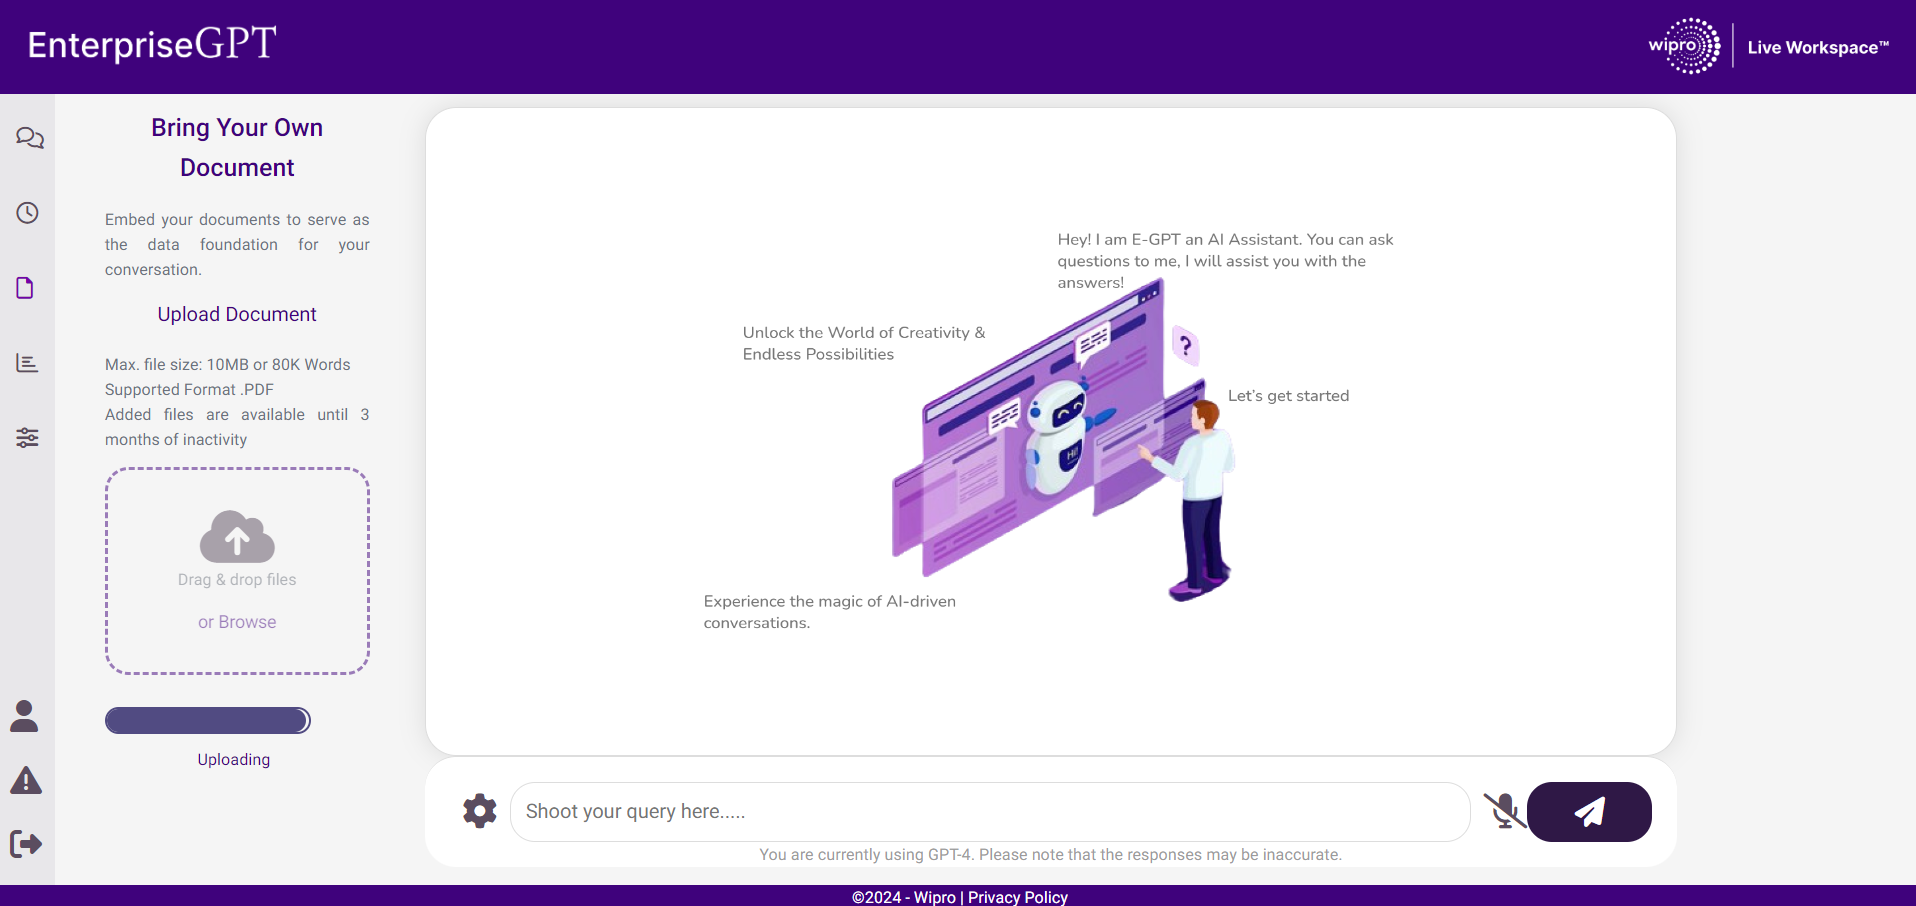 EnterpriseGPT
wipro
Live Workspace™
Bring Your Own
Document
Embed your documents to serve as
the data foundation for your
conversation.
Upload Document
Max. file size: 10MB or 80K Words
Supported Format .PDF
Added files are available until 3
months of inactivity
Drag & drop files
or Browse
Uploading
Hey! I am E-GPT an AI Assistant. You can ask
questions to me, I will assist you with the
answers!
Unlock the World of Creativity &
Endless Possibilities
?
Let's get started
Hi!
Experience the magic of AI-driven
conversations.
Shoot your query here.....
You are currently using GPT-4. Please note that the responses may be inaccurate.
©2024 - Wipro | Privacy Policy